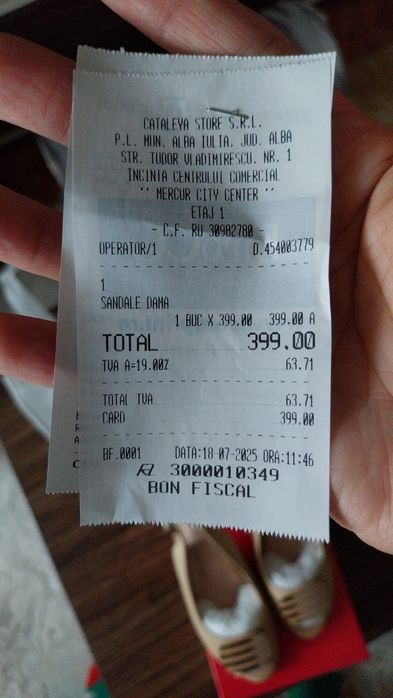 CATALEYA STORE S.R.L.
P.L. MUN. ALBA IULIA. JUD. ALBA
STR. TUDOR VLADIMIRESCU. NR. 1
INCINTA CENTRULUI COMERCIAL
'' MERCUR CITY CENTER ''
ETAJ 1
- C.F. RU 30982780 -
OPERATOR/1 D.454003779
1
SANDALE DAMA
1 BUC X 399.00 399.00 A
TOTAL 399.00
TVA A=19.00% 63.71
TOTAL TVA 63.71
CARD 399.00
BF.0001 DATA:18-07-2025 ORA:11:46
3000010349
BON FISCAL